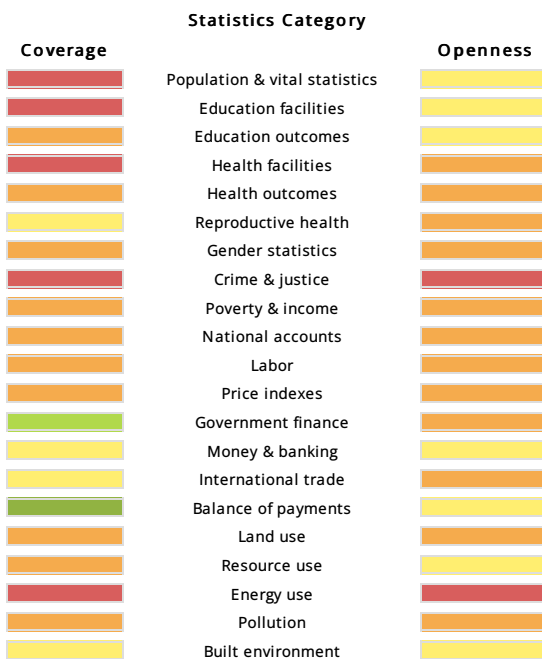 Statistics Category
Coverage Openness
Population & vital statistics
Education facilities
Education outcomes
Health facilities
Health outcomes
Reproductive health
Gender statistics
Crime & justice
Poverty & income
National accounts
Labor
Price indexes
Government finance
Money & banking
International trade
Balance of payments
Land use
Resource use
Energy use
Pollution
Built environment